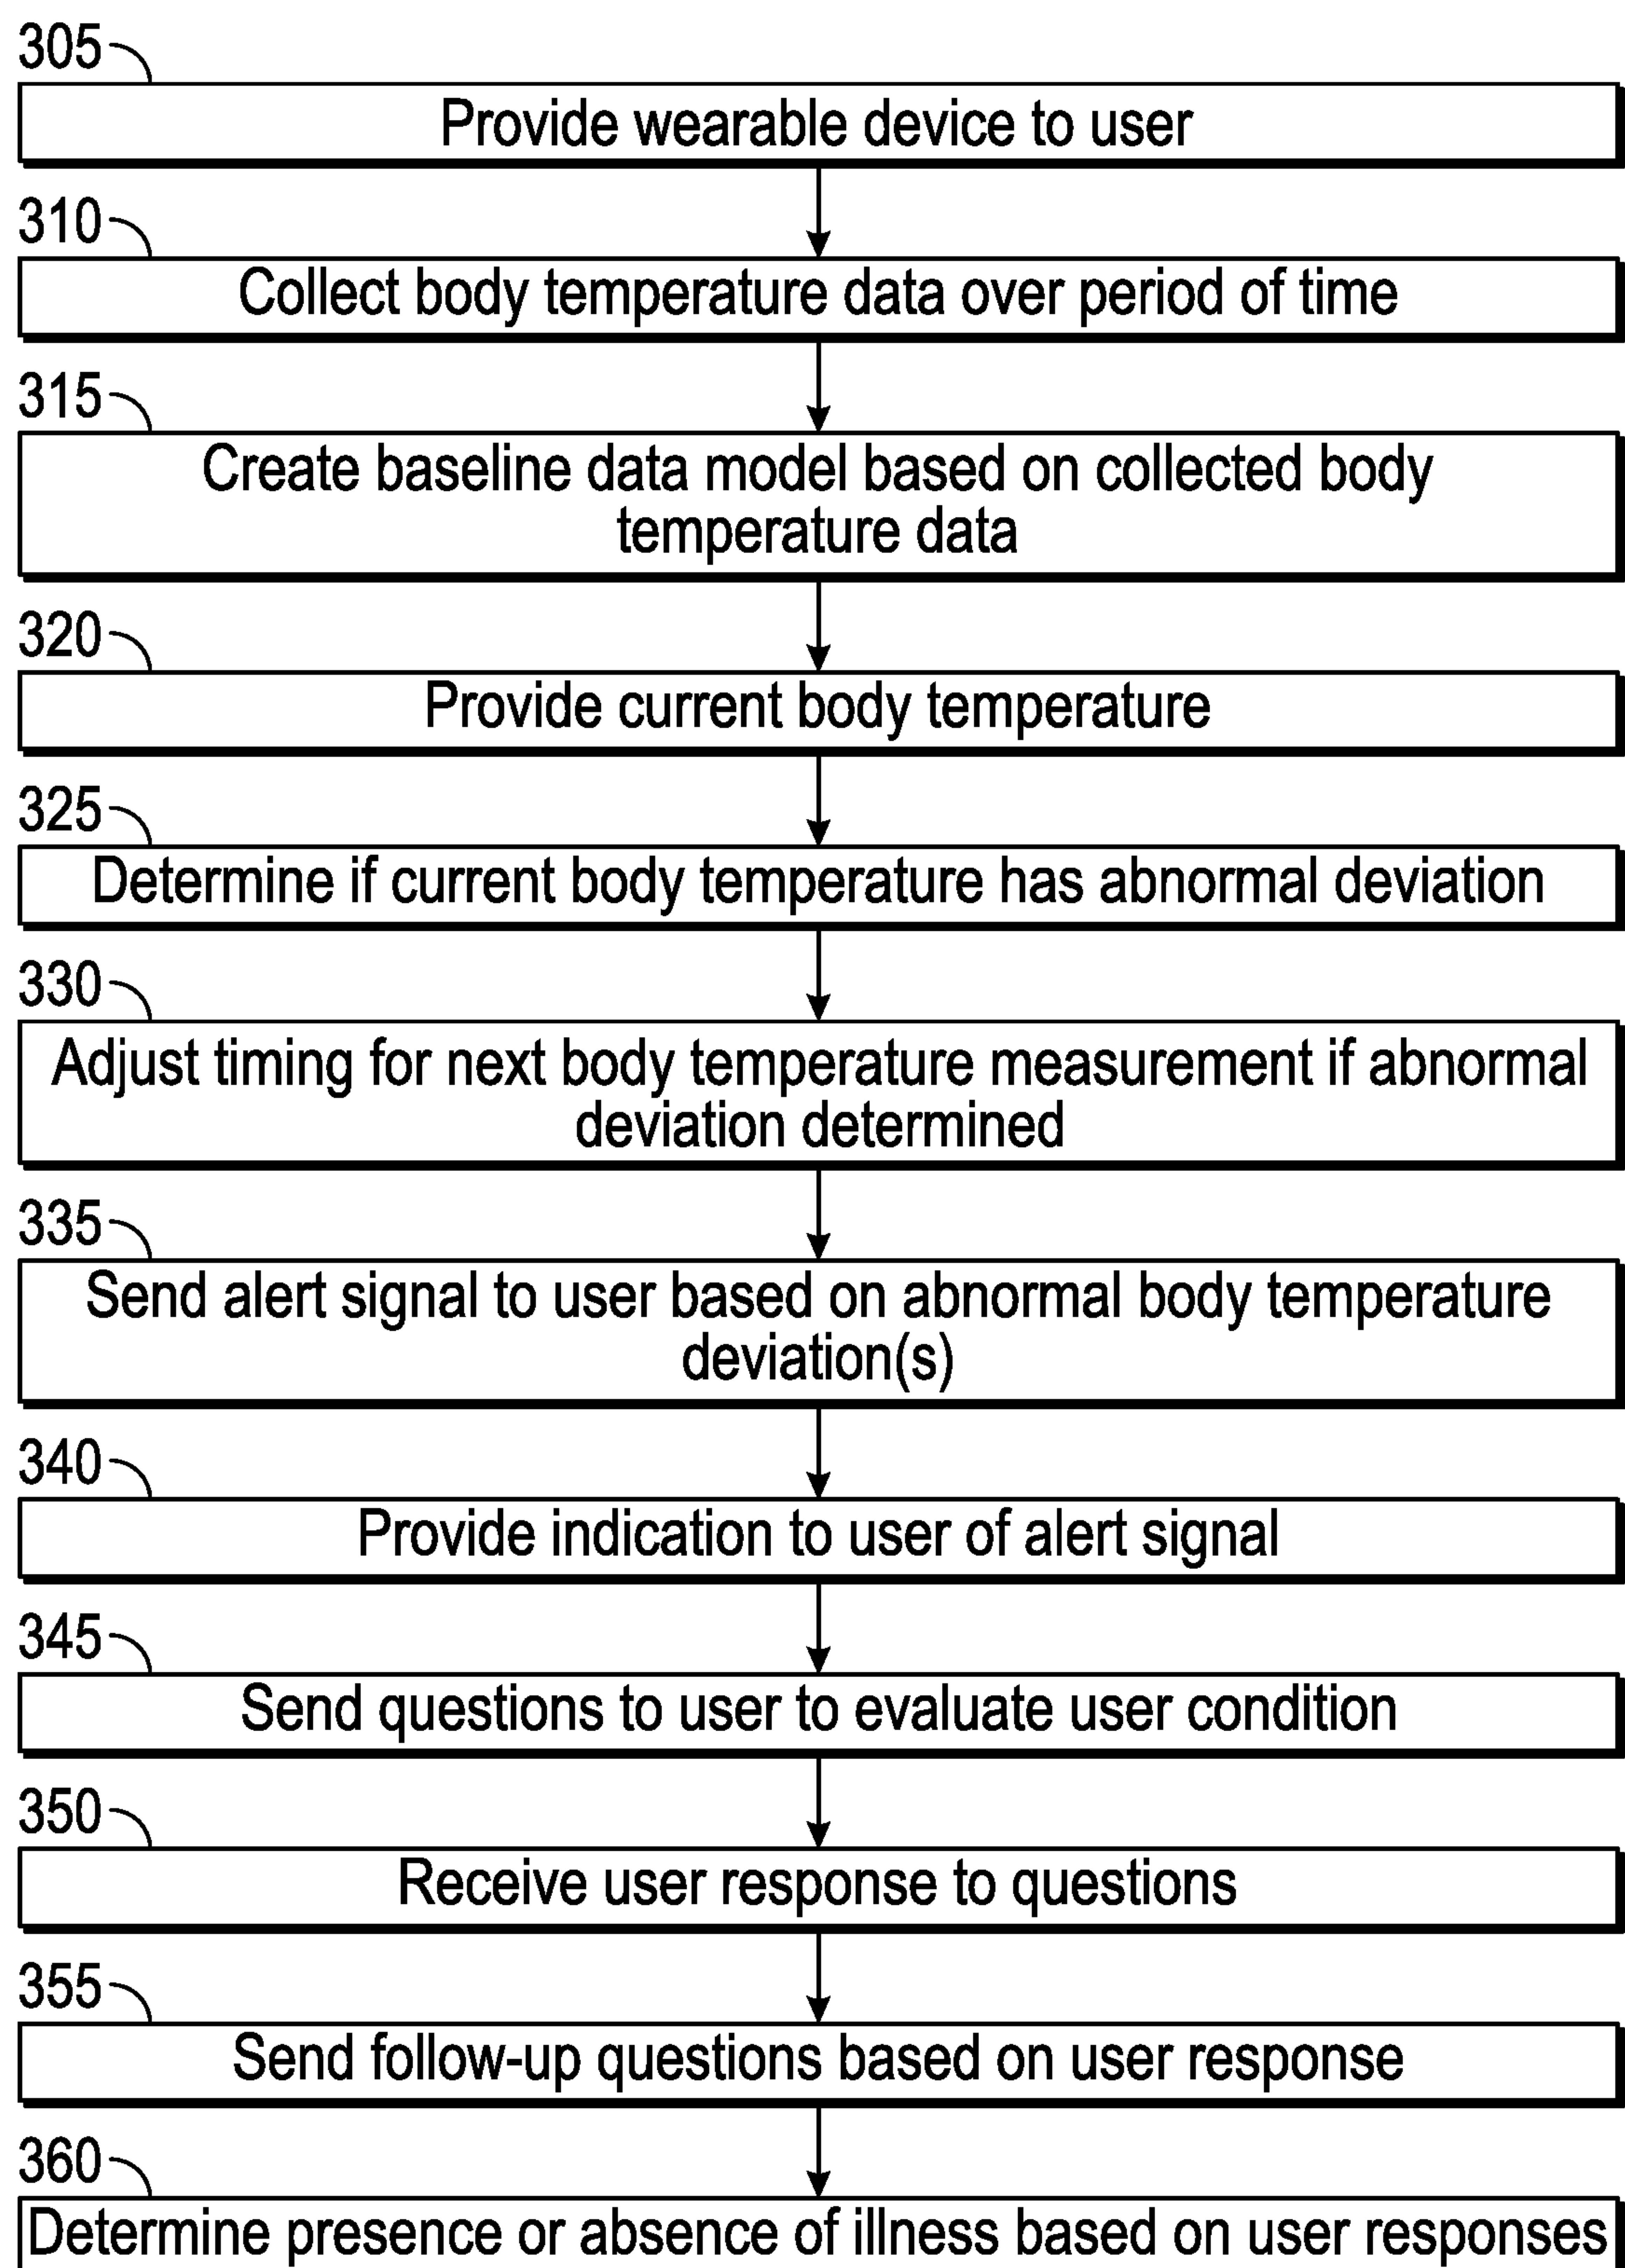 305
Provide wearable device to user
310
Collect body temperature data over period of time
315
Create baseline data model based on collected body
temperature data
320
Provide current body temperature
325
Determine if current body temperature has abnormal deviation
330
Adjust timing for next body temperature measurement if abnormal
deviation determined
335
Send alert signal to user based on abnormal body temperature
deviation(s)
340
Provide indication to user of alert signal
345
Send questions to user to evaluate user condition
350
Receive user response to questions
355
Send follow-up questions based on user response
360
Determine presence or absence of illness based on user responses